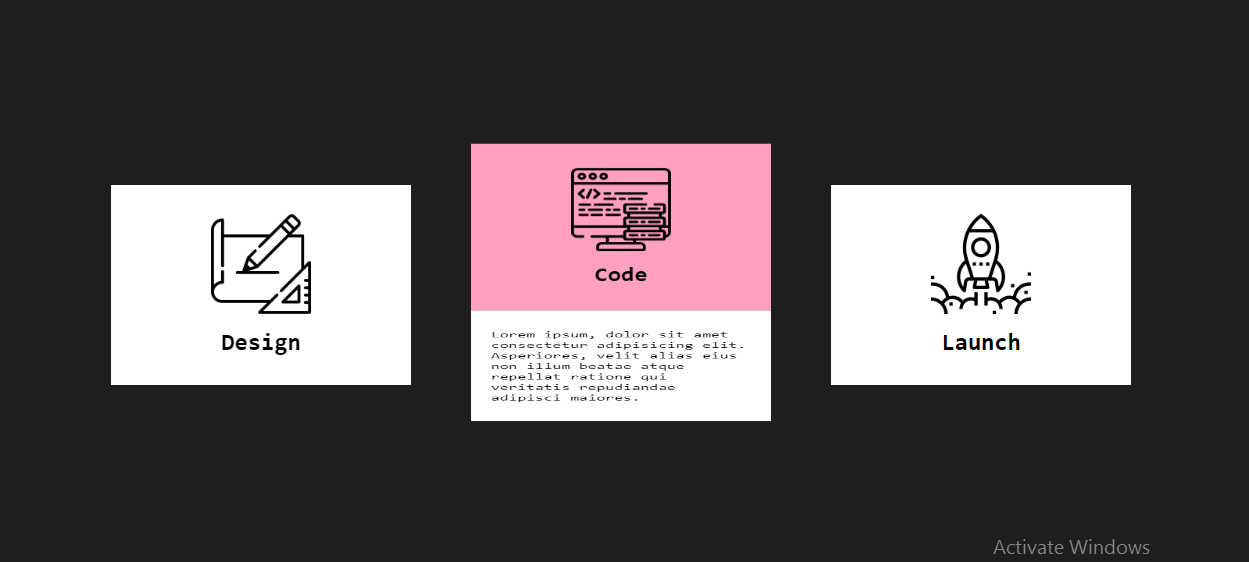 Design
</>
Code
Lorem ipsum, dolor sit amet
consectetur adipisicing elit.
Asperiores, velit alias eius
non illum beatae atque
repellat ratione qui
veritatis repudiandae
adipisci maiores.
Launch
Activate Windows